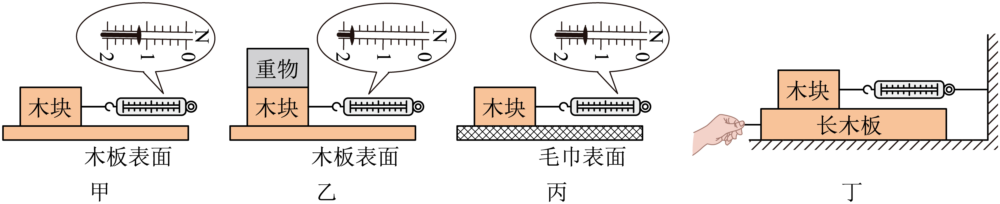 2 1 0 N
木块
木板表面
甲
2 1 0 N
重物
木块
木板表面
乙
2 1 0 N
木块
毛巾表面
丙
木块
长木板
丁